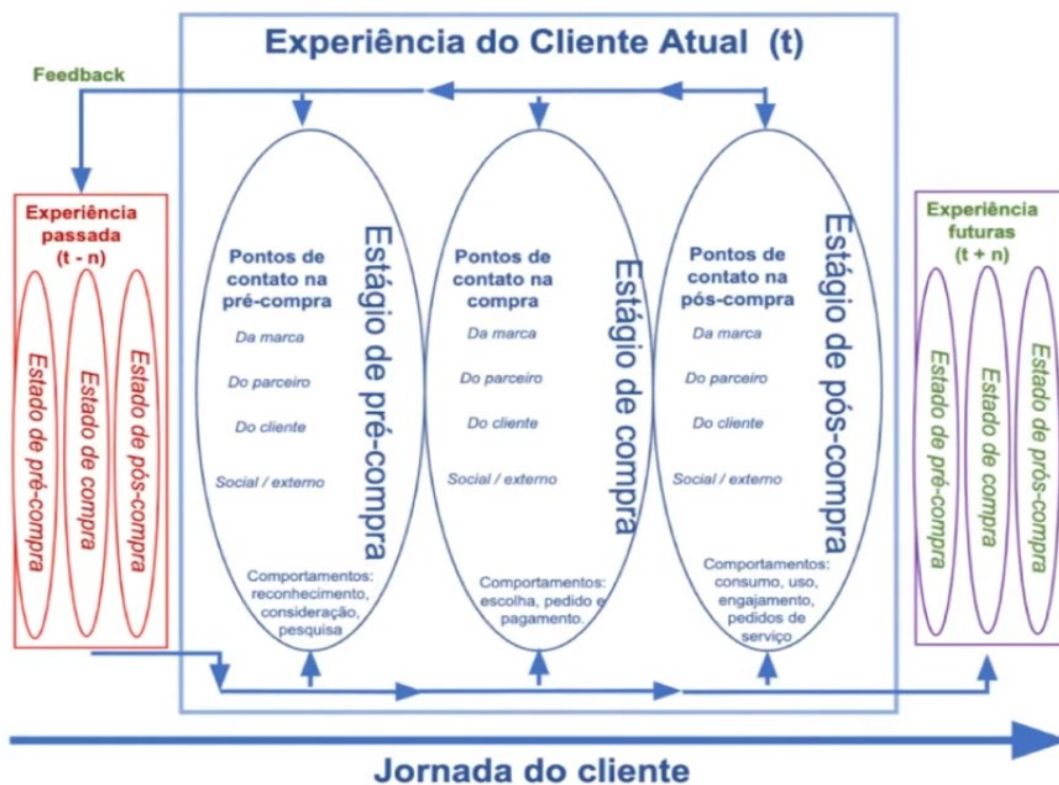 Experiência do Cliente Atual (t)
Feedback
Experiência
passada
(t - n)
Estado de pré-compra
Estado de compra
Estado de pós-compra
Pontos de
contato na
pré-compra
Da marca
Do parceiro
Do cliente
Social / externo
Estágio de pré-compra
Comportamentos:
reconhecimento,
consideração,
pesquisa
Pontos de
contato na
compra
Da marca
Do parceiro
Do cliente
Social / externo
Estágio de compra
Comportamentos:
escolha, pedido e
pagamento.
Pontos de
contato na
pós-compra
Da marca
Do parceiro
Do cliente
Social / externo
Estágio de pós-compra
Comportamentos:
consumo, uso,
engajamento,
pedidos de
serviço
Experiência
futuras
(t + n)
Estado de pré-compra
Estado de compra
Estado de prós-compra
Jornada do cliente